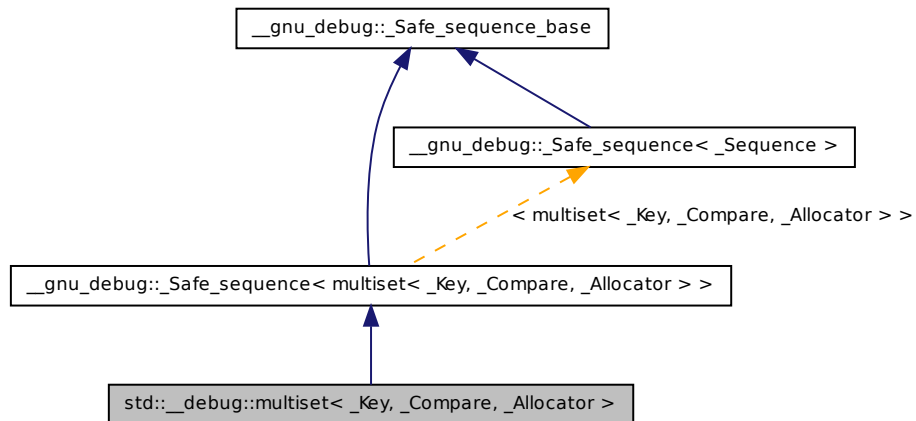 __gnu_debug::_Safe_sequence_base
__gnu_debug::_Safe_sequence< _Sequence >
< multiset< _Key, _Compare, _Allocator > >
__gnu_debug::_Safe_sequence< multiset< _Key, _Compare, _Allocator > >
std::__debug::multiset< _Key, _Compare, _Allocator >